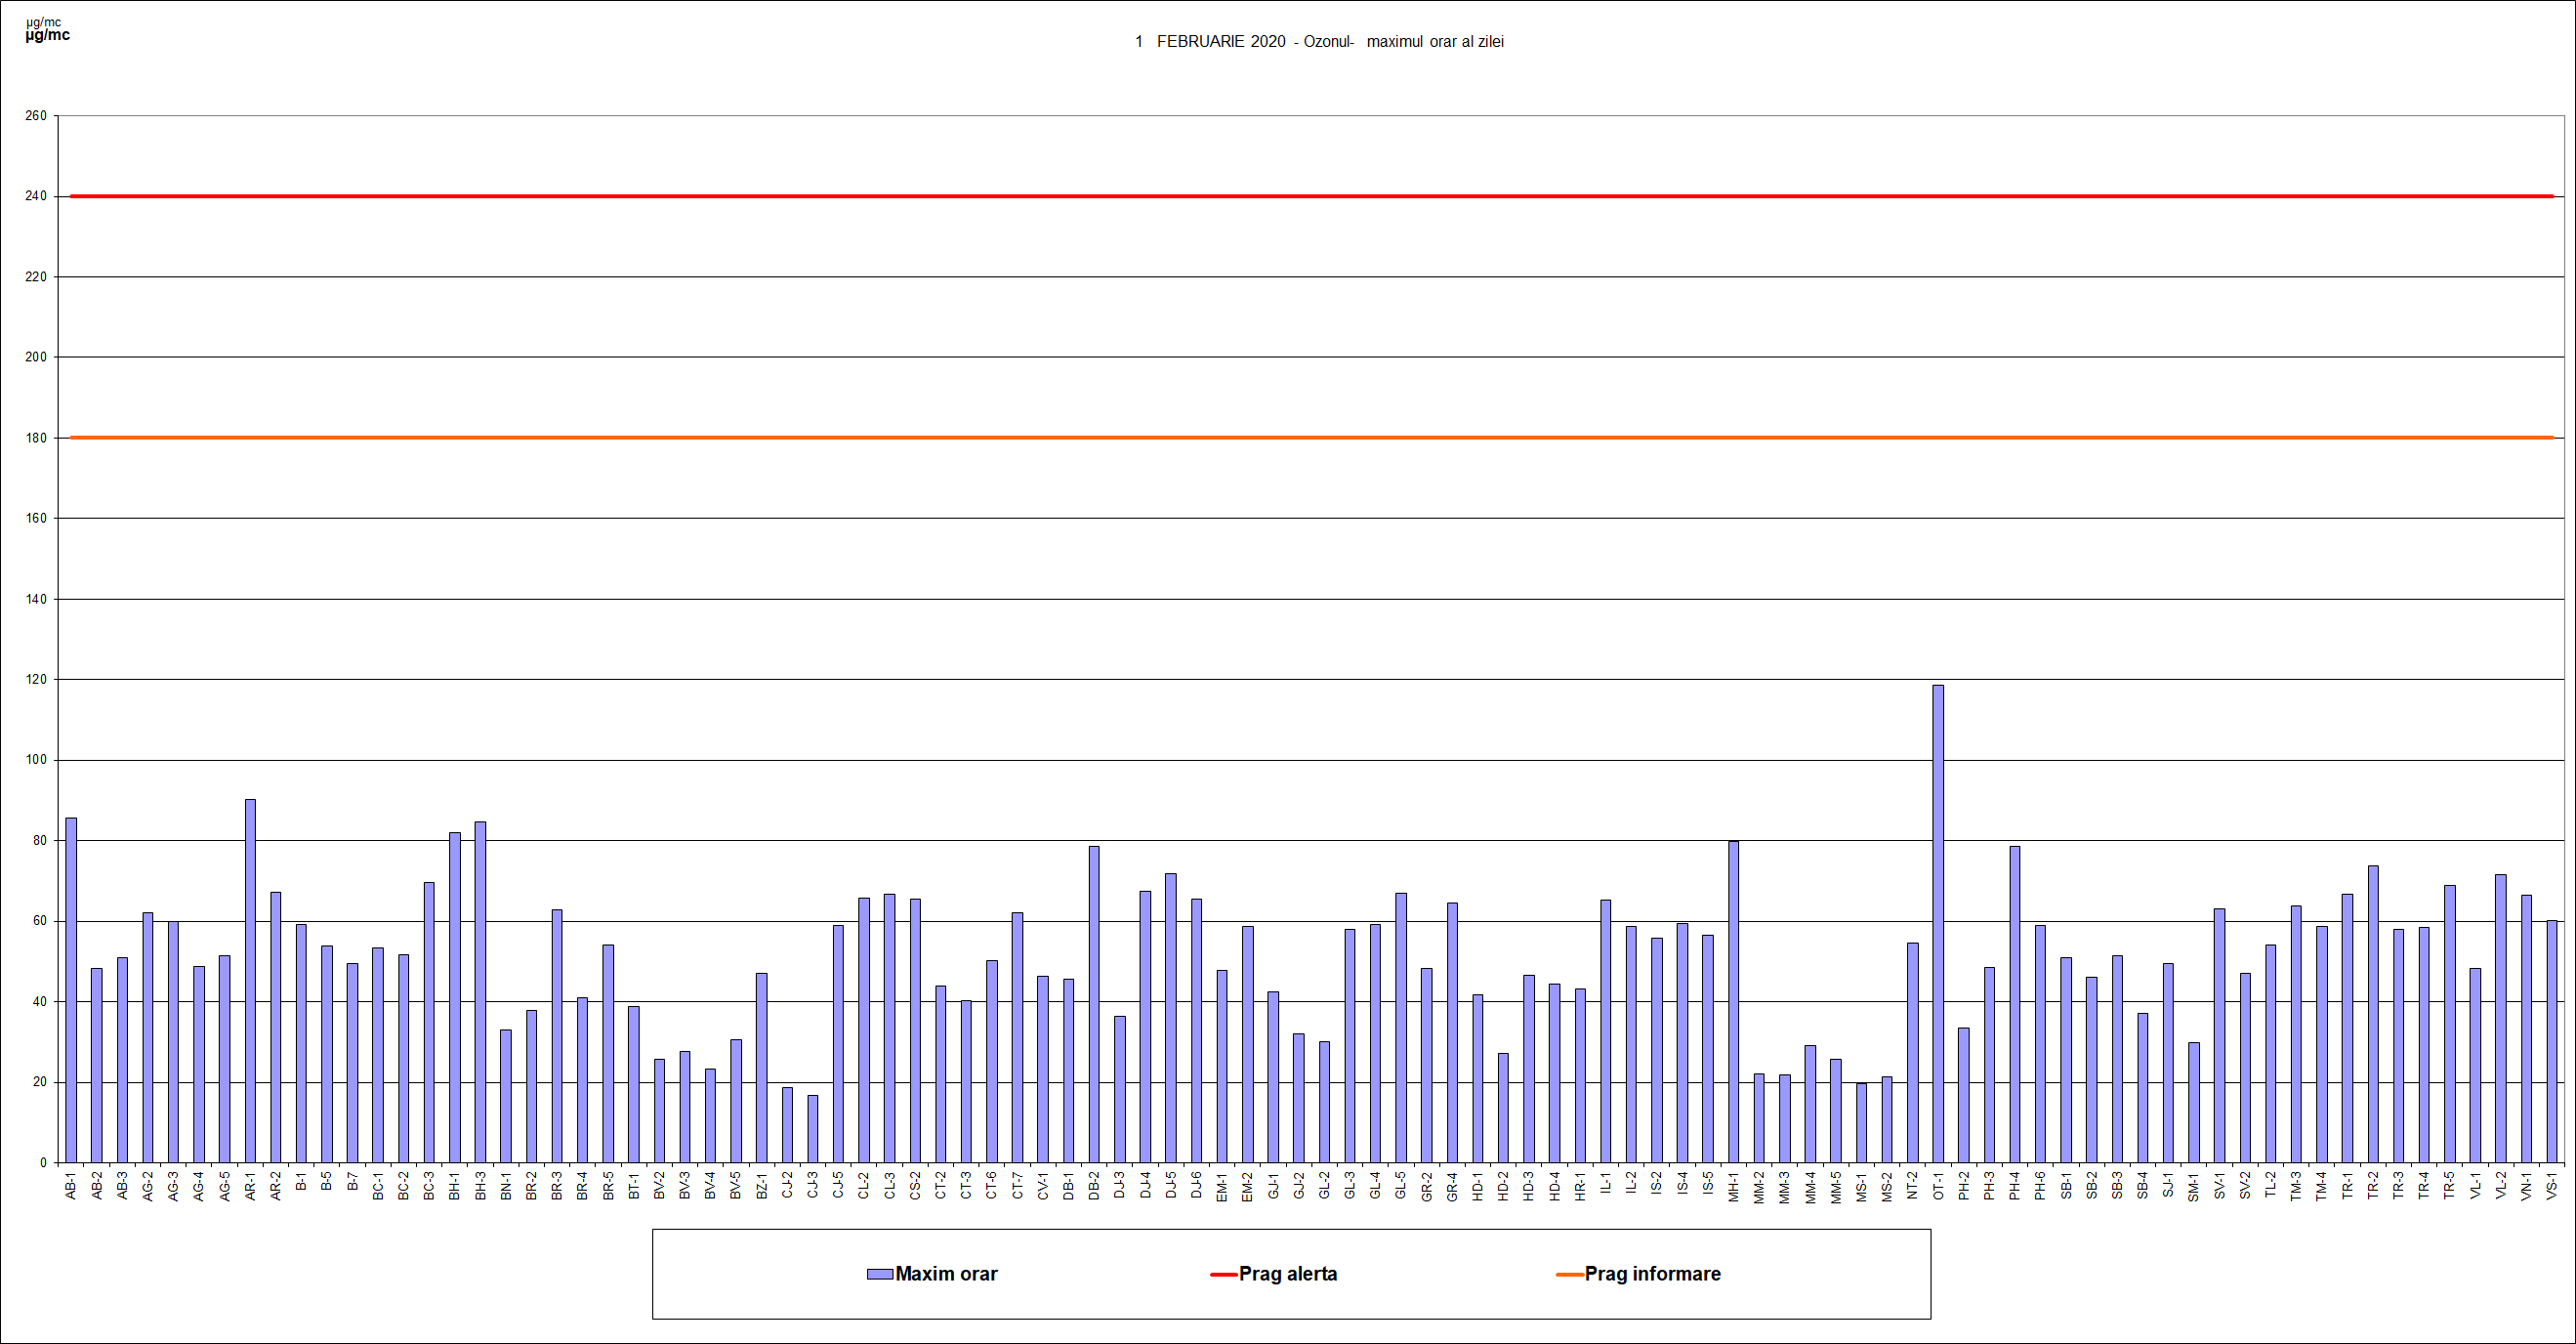 µg/mc
µg/mc
1 FEBRUARIE 2020 - Ozonul- maximul orar al zilei
260
240
220
200
180
160
140
120
100
80
60
40
20
0
AB-1 AB-2 AB-3 AG-2 AG-3 AG-4 AG-5 AR-1 AR-2 B-1 B-5 B-7 BC-1 BC-2 BC-3 BH-1 BH-3 BN-1 BR-2 BR-3 BR-4 BR-5 BT-1 BV-2 BV-3 BV-4 BV-5 BZ-1 CJ-2 CJ-3 CJ-5 CL-2 CL-3 CS-2 CT-2 CT-3 CT-6 CT-7 CV-1 DB-1 DB-2 DJ-3 DJ-4 DJ-5 DJ-6 EM-1 EM-2 GJ-1 GJ-2 GL-2 GL-3 GL-4 GL-5 GR-2 GR-4 HD-1 HD-2 HD-3 HD-4 HR-1 IL-1 IL-2 IS-2 IS-4 IS-5 MH-1 MM-2 MM-3 MM-4 MM-5 MS-1 MS-2 NT-2 OT-1 PH-2 PH-3 PH-4 PH-6 SB-1 SB-2 SB-3 SB-4 SJ-1 SM-1 SV-1 SV-2 TL-2 TM-3 TM-4 TR-1 TR-2 TR-3 TR-4 TR-5 VL-1 VL-2 VN-1 VS-1
Maxim orar Prag alerta Prag informare